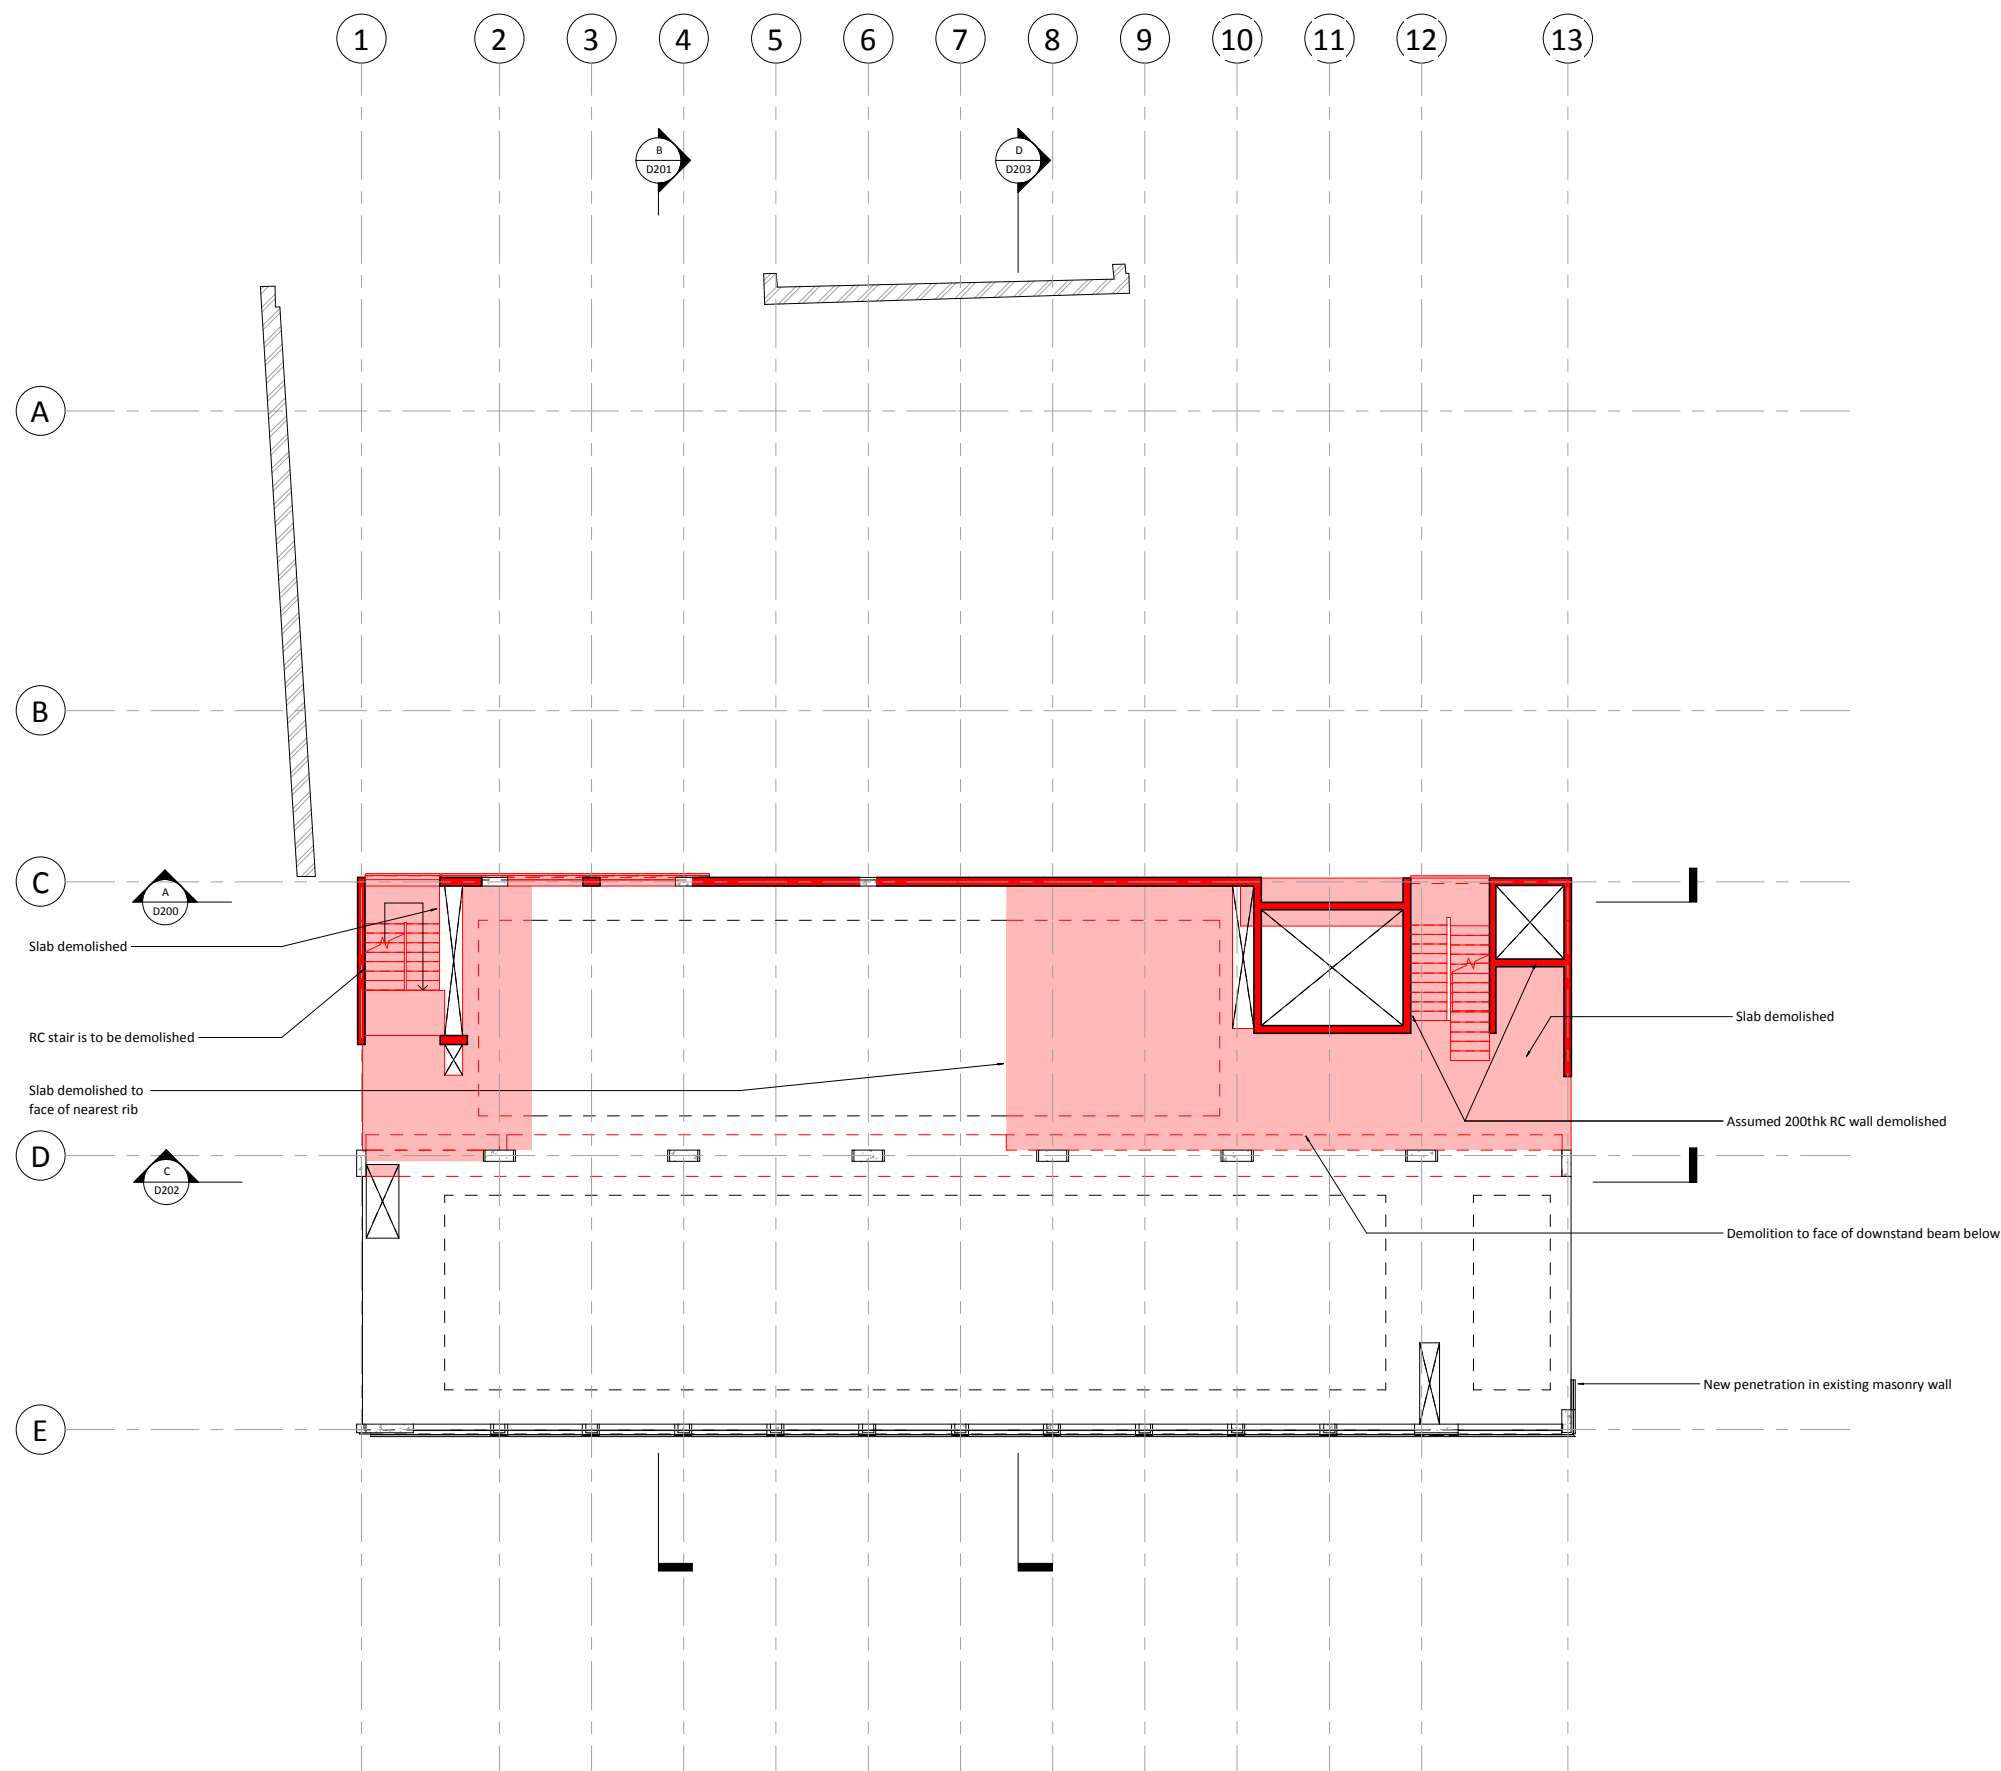 1 2 3 4 5 6 7 8 9 10 11 12 13
B
D201
D
D203
A
B
C
A
D200
Slab demolished
RC stair is to be demolished
Slab demolished
Slab demolished to
face of nearest rib
Assumed 200thk RC wall demolished
D
C
D202
Demolition to face of downstand beam below
New penetration in existing masonry wall
E